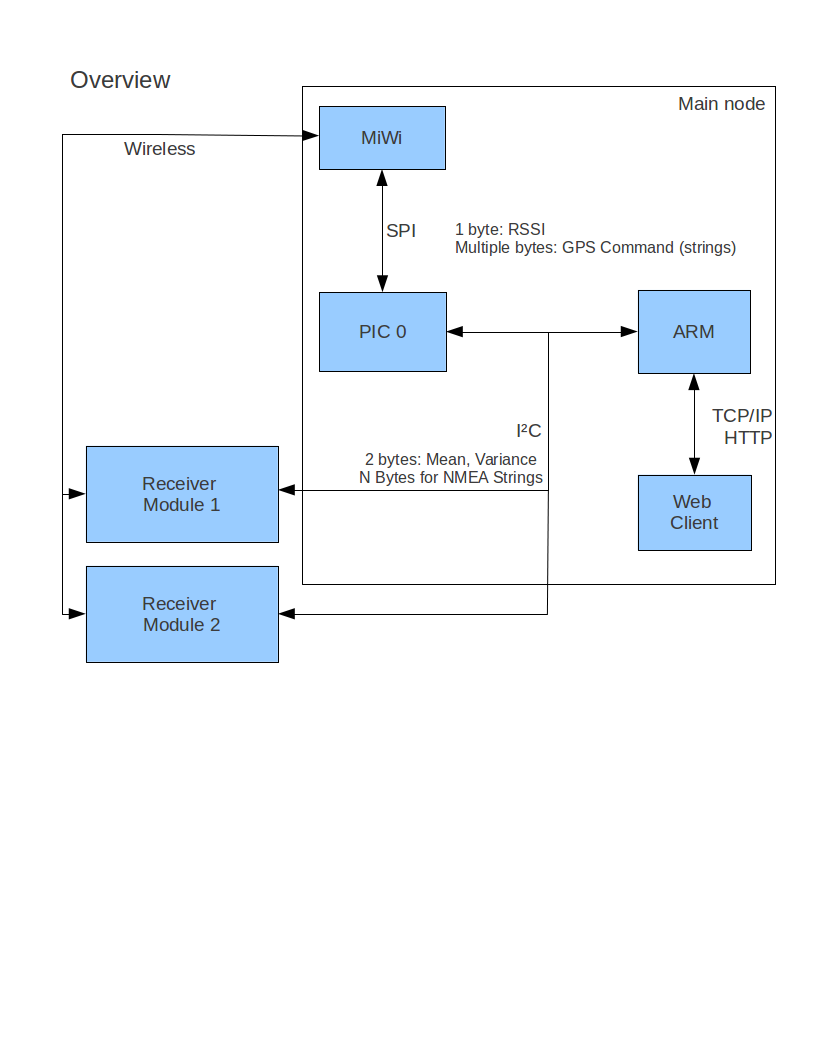 Overview
Main node
MiWi
Wireless
SPI
1 byte: RSSI
Multiple bytes: GPS Command (strings)
PIC 0
ARM
TCP/IP
HTTP
I²C
2 bytes: Mean, Variance
N Bytes for NMEA Strings
Receiver
Module 1
Web
Client
Receiver
Module 2